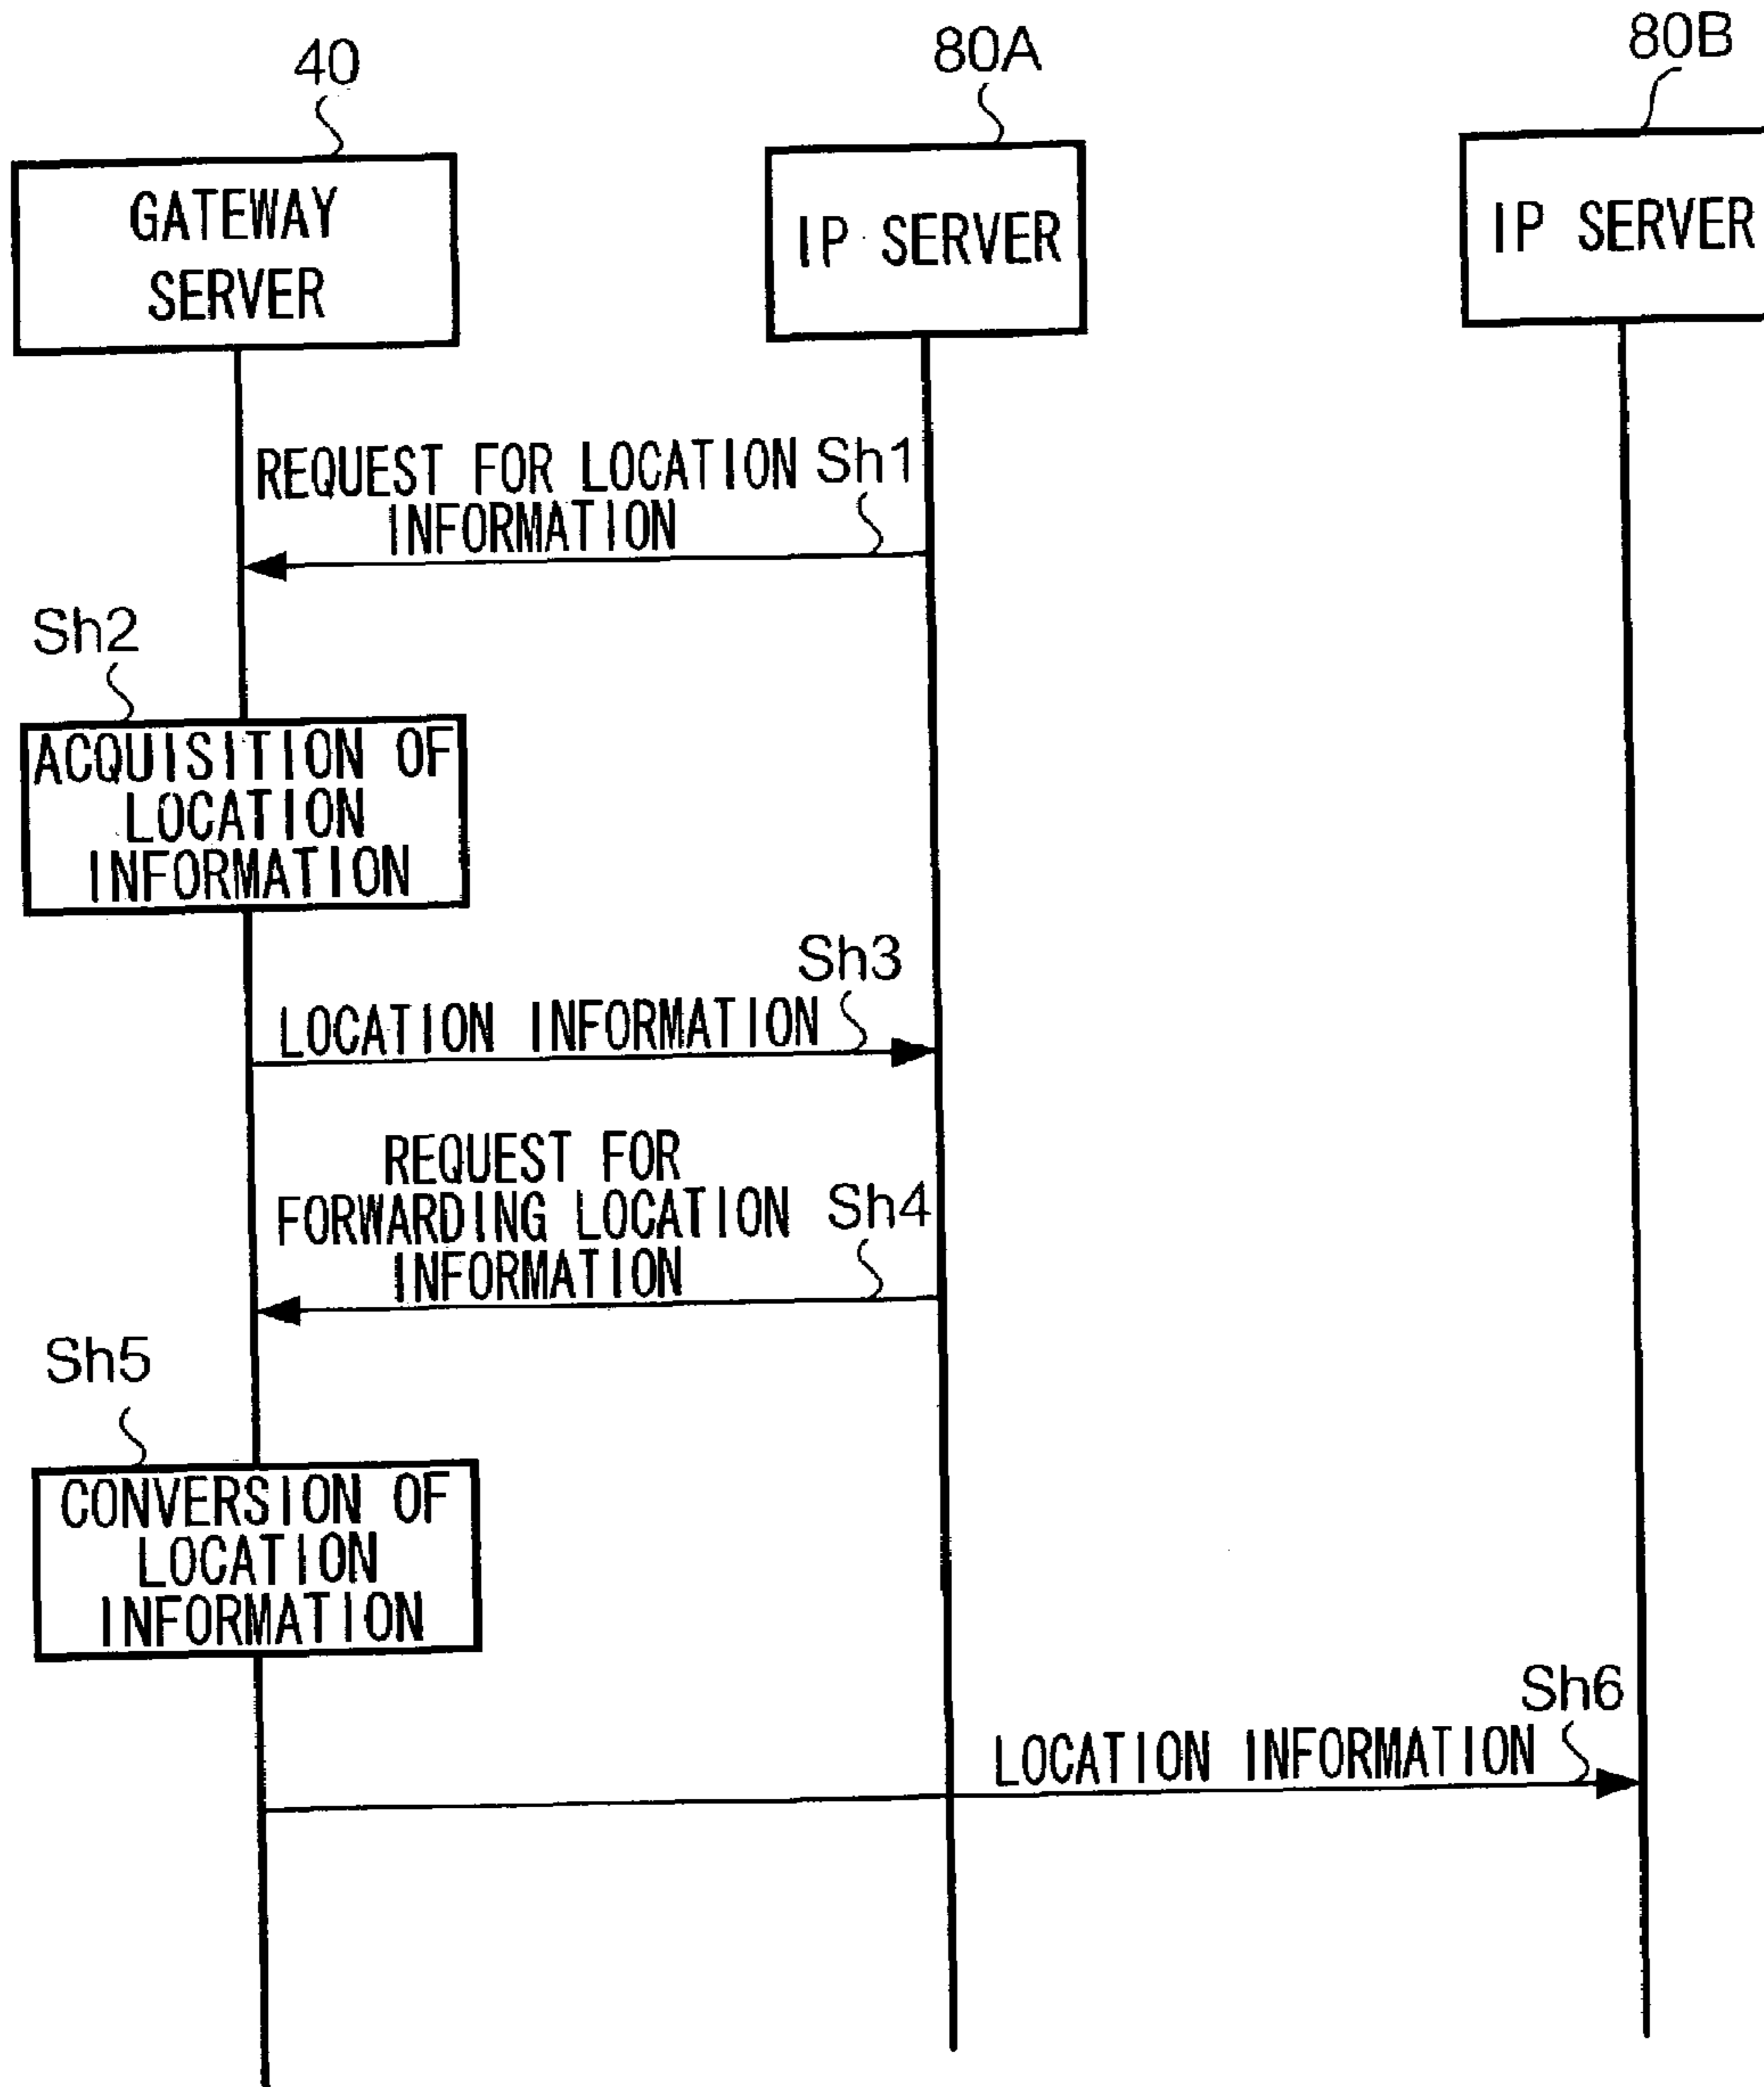 40
80A
80B
GATEWAY
SERVER
IP SERVER
IP SERVER
REQUEST FOR LOCATION
INFORMATION
Sh1
Sh2
ACQUISITION OF
LOCATION
INFORMATION
Sh3
LOCATION INFORMATION
REQUEST FOR
FORWARDING LOCATION
INFORMATION
Sh4
Sh5
CONVERSION OF
LOCATION
INFORMATION
Sh6
LOCATION INFORMATION